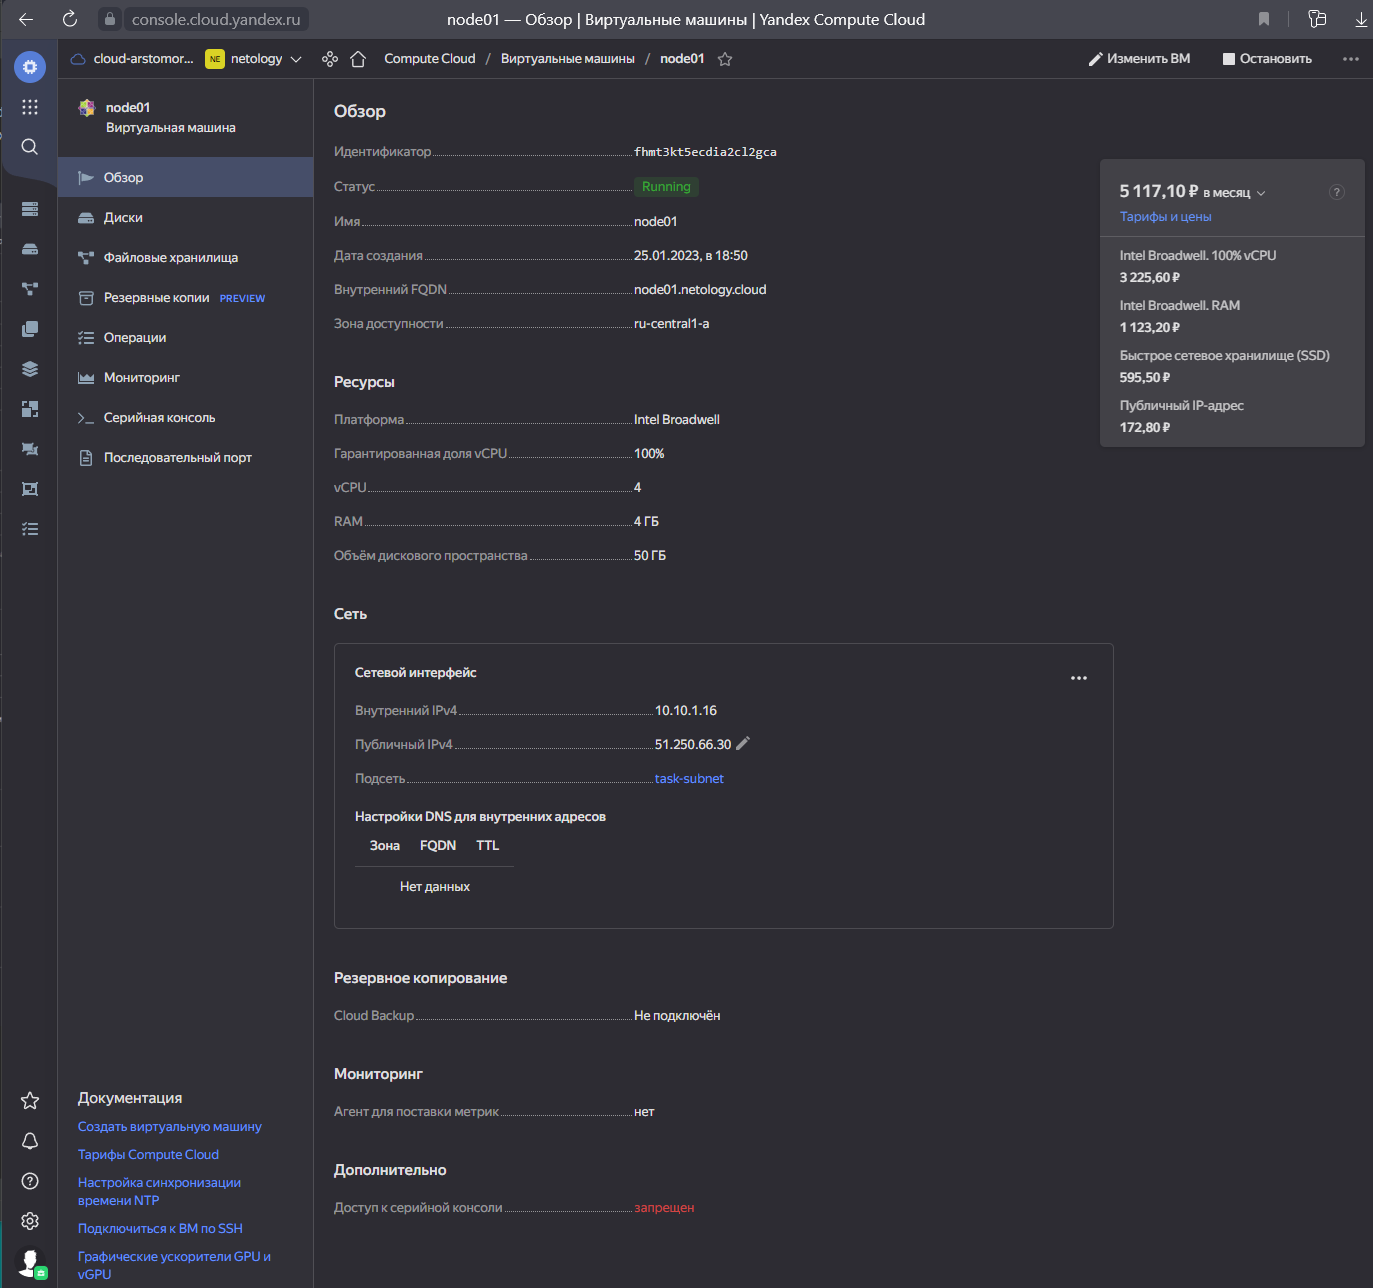 console.cloud.yandex.ru
node01 — Обзор | Виртуальные машины | Yandex Compute Cloud
cloud-arstomor...
NE
netology
Compute Cloud / Виртуальные машины / node01
Изменить ВМ
Остановить
node01
Виртуальная машина
Обзор
Диски
Файловые хранилища
Резервные копии PREVIEW
Операции
Мониторинг
Серийная консоль
Последовательный порт
Документация
Создать виртуальную машину
Тарифы Compute Cloud
Настройка синхронизации
времени NTP
Подключиться к ВМ по SSH
Графические ускорители GPU и
vGPU
Обзор
Идентификатор fhmt3kt5ecdia2cl2gca
Статус Running
Имя node01
Дата создания 25.01.2023, в 18:50
Внутренний FQDN node01.netology.cloud
Зона доступности ru-central1-a
Ресурсы
Платформа Intel Broadwell
Гарантированная доля vCPU 100%
vCPU 4
RAM 4 ГБ
Объём дискового пространства 50 ГБ
Сеть
Сетевой интерфейс
Внутренний IPv4 10.10.1.16
Публичный IPv4 51.250.66.30
Подсеть task-subnet
Настройки DNS для внутренних адресов
Зона FQDN TTL
Нет данных
Резервное копирование
Cloud Backup Не подключён
Мониторинг
Агент для поставки метрик нет
Дополнительно
Доступ к серийной консоли запрещен
5 117,10 ₽ в месяц
?
Тарифы и цены
Intel Broadwell. 100% vCPU
3 225,60 ₽
Intel Broadwell. RAM
1 123,20 ₽
Быстрое сетевое хранилище (SSD)
595,50 ₽
Публичный IP-адрес
172,80 ₽